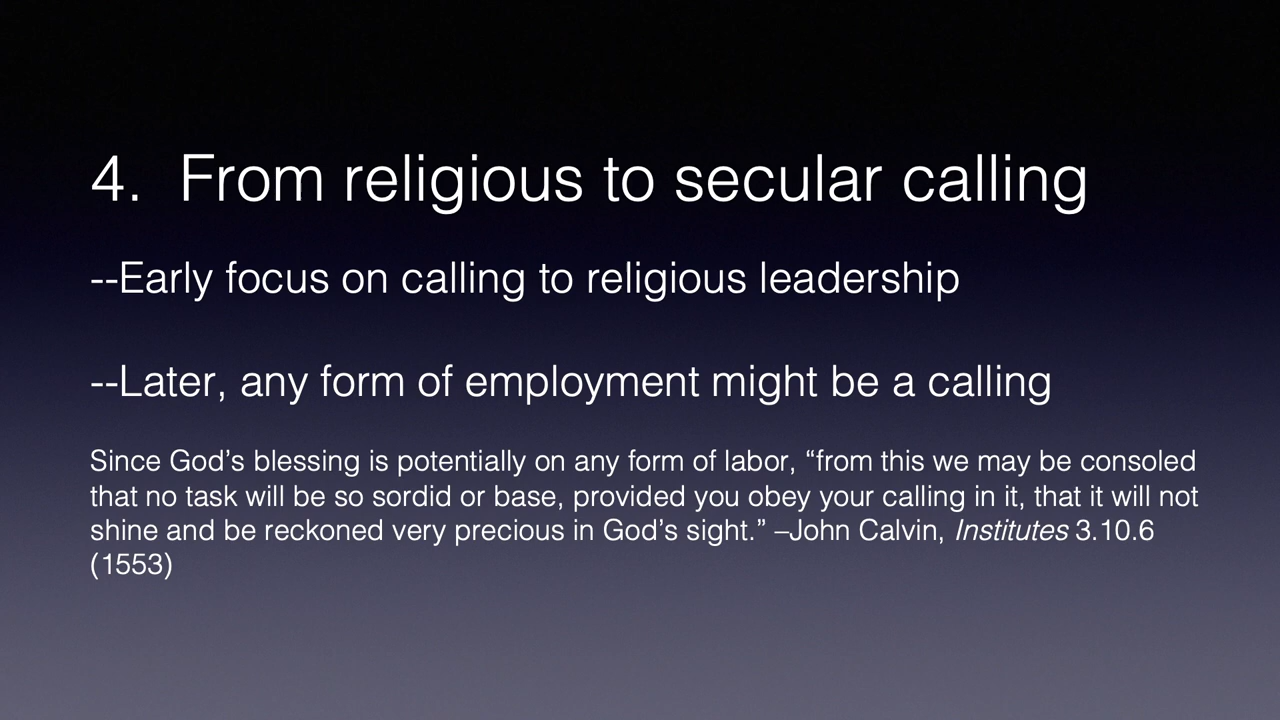 4. From religious to secular calling
--Early focus on calling to religious leadership
--Later, any form of employment might be a calling
Since God’s blessing is potentially on any form of labor, “from this we may be consoled
that no task will be so sordid or base, provided you obey your calling in it, that it will not
shine and be reckoned very precious in God’s sight.” –John Calvin, Institutes 3.10.6
(1553)